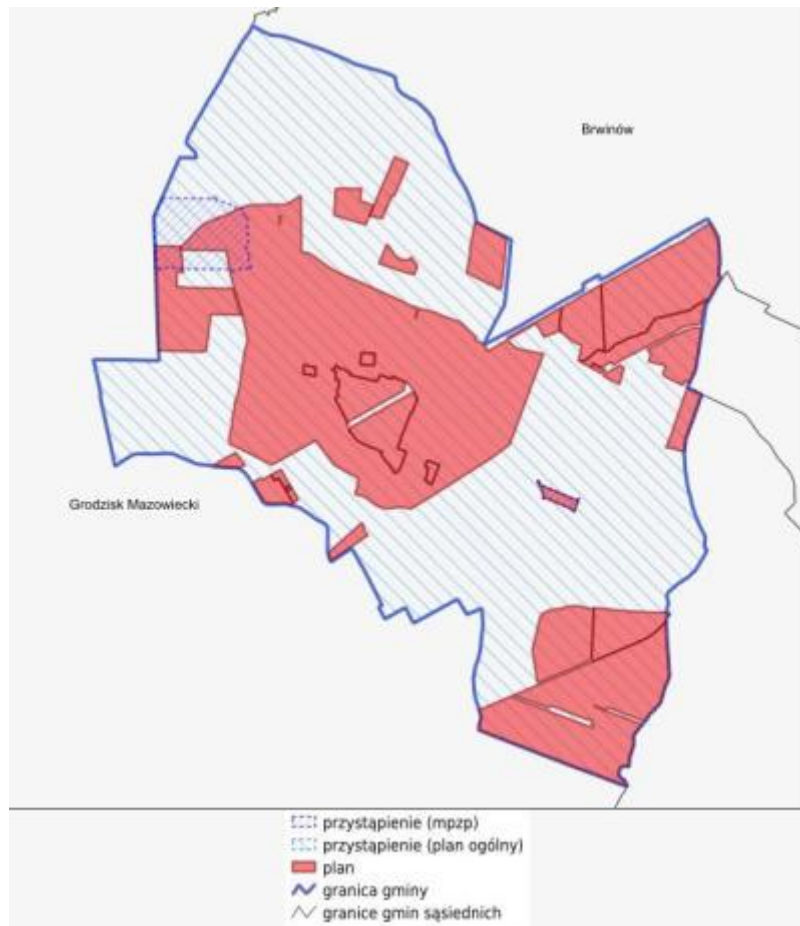 Brwinów
Grodzisk Mazowiecki
przystąpienie (mpzp)
przystąpienie (plan ogólny)
plan
granica gminy
granice gmin sąsiednich